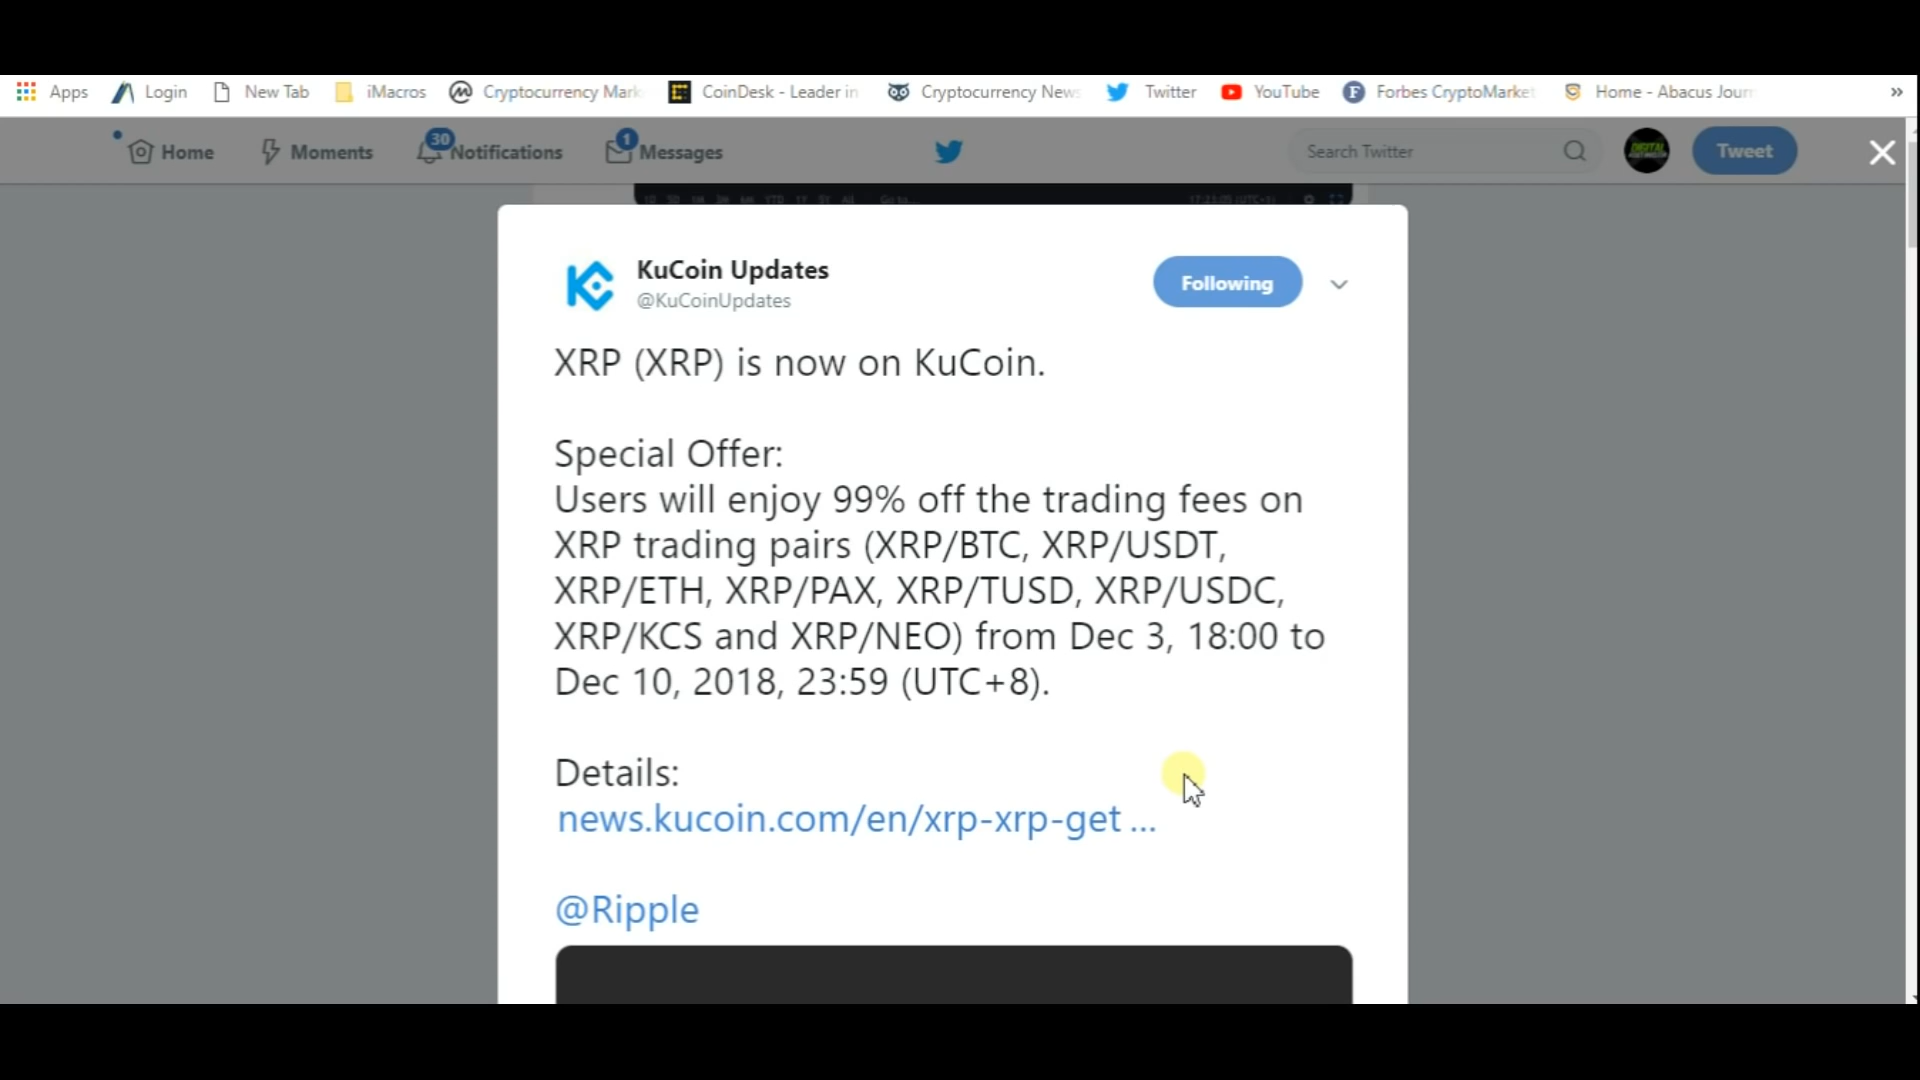 Apps Login New Tab iMacros Cryptocurrency Mark CoinDesk - Leader in Cryptocurrency News Twitter YouTube Forbes CryptoMarket Home - Abacus Journ »
Home Moments 30 Notifications 1 Messages Search Twitter Tweet
KuCoin Updates
@KuCoinUpdates
Following
XRP (XRP) is now on KuCoin.
Special Offer:
Users will enjoy 99% off the trading fees on
XRP trading pairs (XRP/BTC, XRP/USDT,
XRP/ETH, XRP/PAX, XRP/TUSD, XRP/USDC,
XRP/KCS and XRP/NEO) from Dec 3, 18:00 to
Dec 10, 2018, 23:59 (UTC+8).
Details:
news.kucoin.com/en/xrp-xrp-get ...
@Ripple